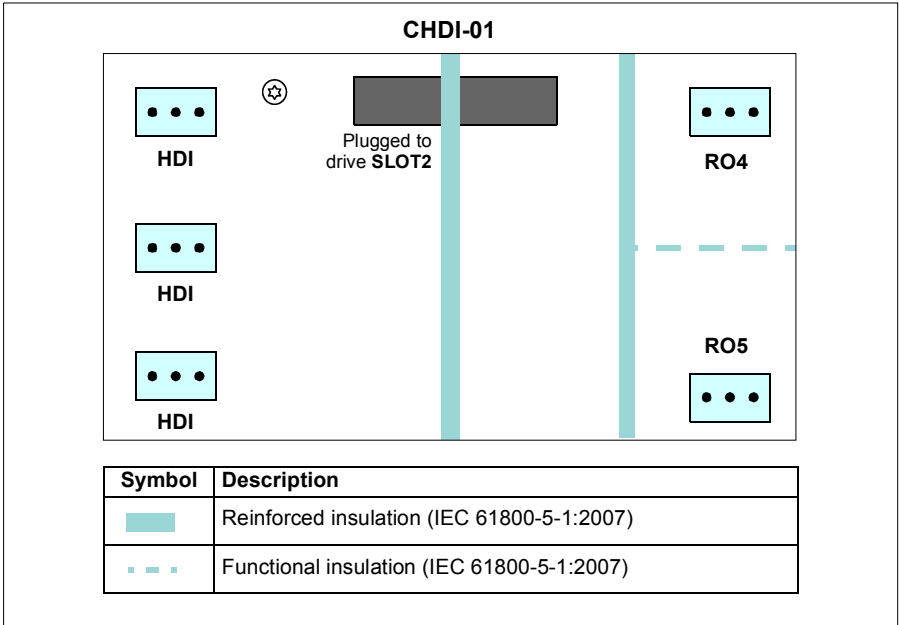 CHDI-01
HDI
Plugged to
drive SLOT2
RO4
HDI
RO5
HDI
Symbol Description
Reinforced insulation (IEC 61800-5-1:2007)
Functional insulation (IEC 61800-5-1:2007)